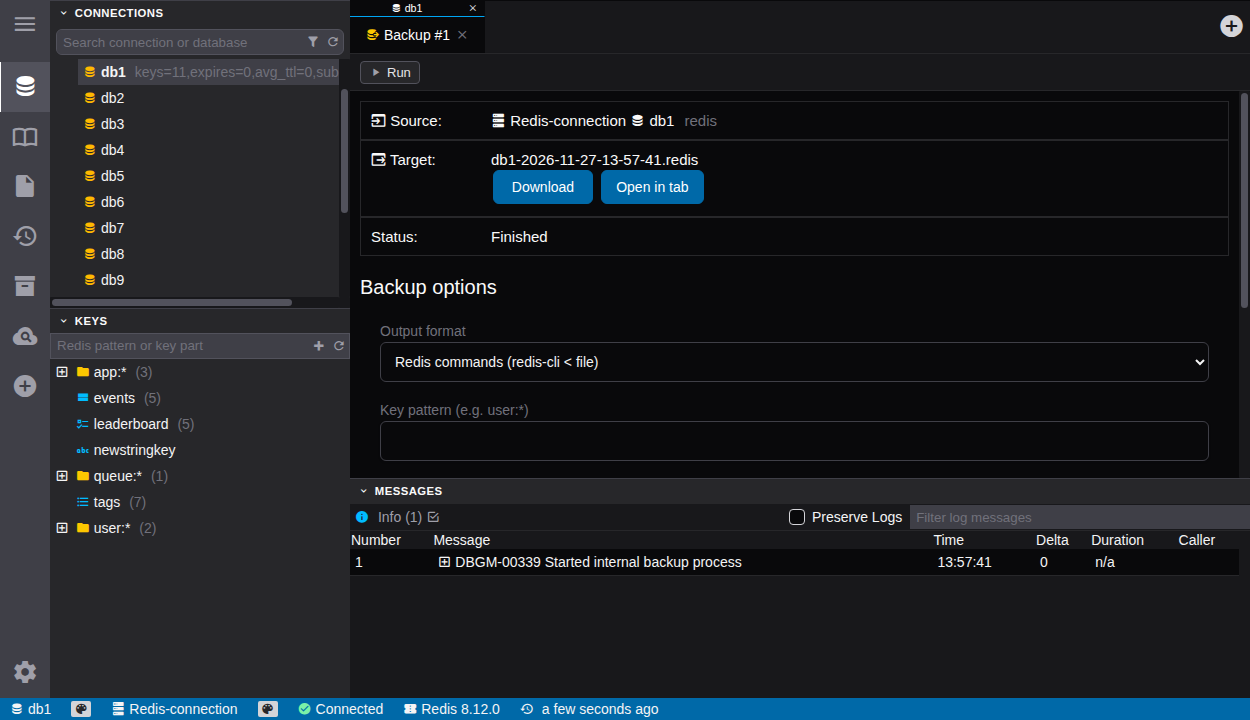 CONNECTIONS
Search connection or database
db1 keys=11,expires=0,avg_ttl=0,sub
db2
db3
db4
db5
db6
db7
db8
db9
KEYS
Redis pattern or key part
app:* (3)
events (5)
leaderboard (5)
newstringkey
queue:* (1)
tags (7)
user:* (2)
db1
Backup #1
Run
Source: Redis-connection db1 redis
Target: db1-2026-11-27-13-57-41.redis
Download Open in tab
Status: Finished
Backup options
Output format
Redis commands (redis-cli < file)
Key pattern (e.g. user:*)
MESSAGES
Info (1) Preserve Logs Filter log messages
Number Message Time Delta Duration Caller
1 DBGM-00339 Started internal backup process 13:57:41 0 n/a
db1 Redis-connection Connected Redis 8.12.0 a few seconds ago